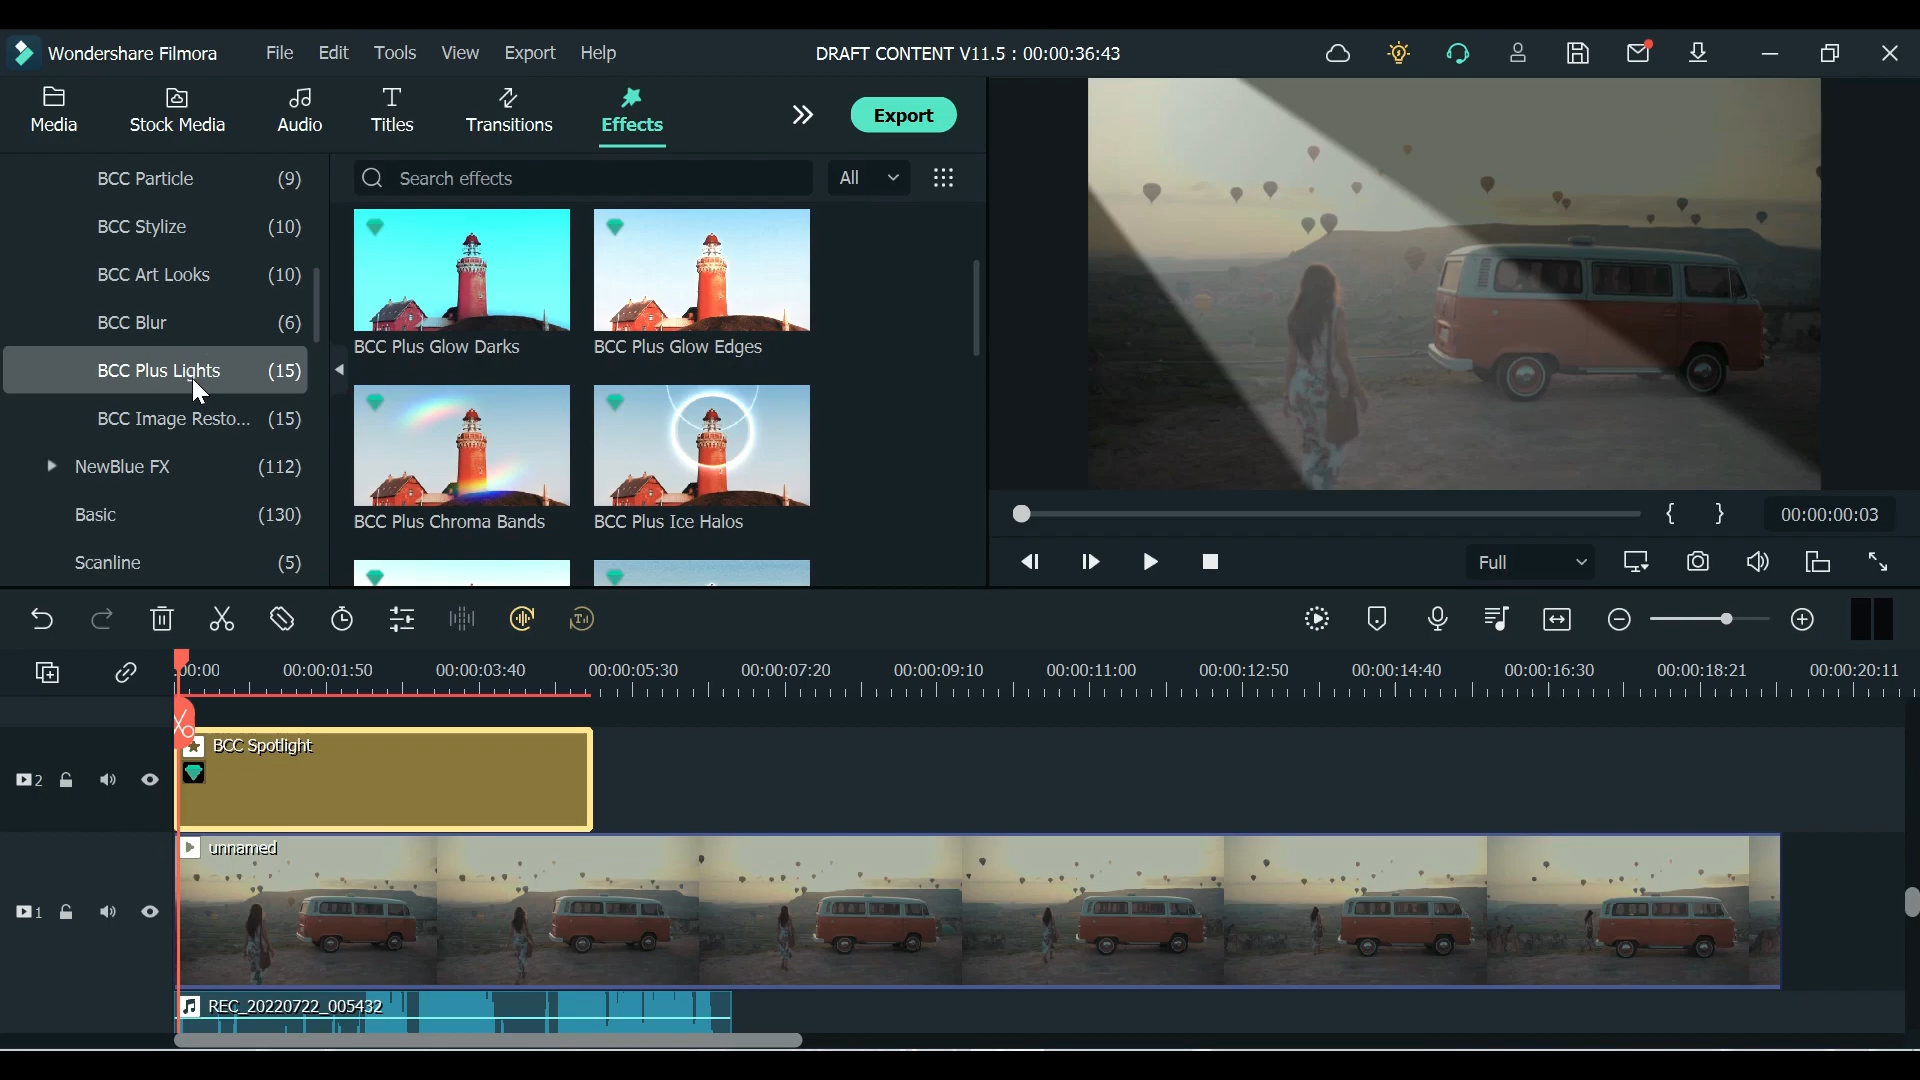 Wondershare Filmora File Edit Tools View Export Help DRAFT CONTENT V11.5 : 00:00:36:43
Media Stock Media Audio Titles Transitions Effects Export
BCC Particle (9)
BCC Stylize (10)
BCC Art Looks (10)
BCC Blur (6)
BCC Plus Lights (15)
BCC Image Resto... (15)
NewBlue FX (112)
Basic (130)
Scanline (5)
Search effects All
BCC Plus Glow Darks BCC Plus Glow Edges
BCC Plus Chroma Bands BCC Plus Ice Halos
{ } 00:00:00:03
Full
:00:00 00:00:01:50 00:00:03:40 00:00:05:30 00:00:07:20 00:00:09:10 00:00:11:00 00:00:12:50 00:00:14:40 00:00:16:30 00:00:18:21 00:00:20:11
BCC Spotlight
2
unnamed
1
REC_20220722_005432